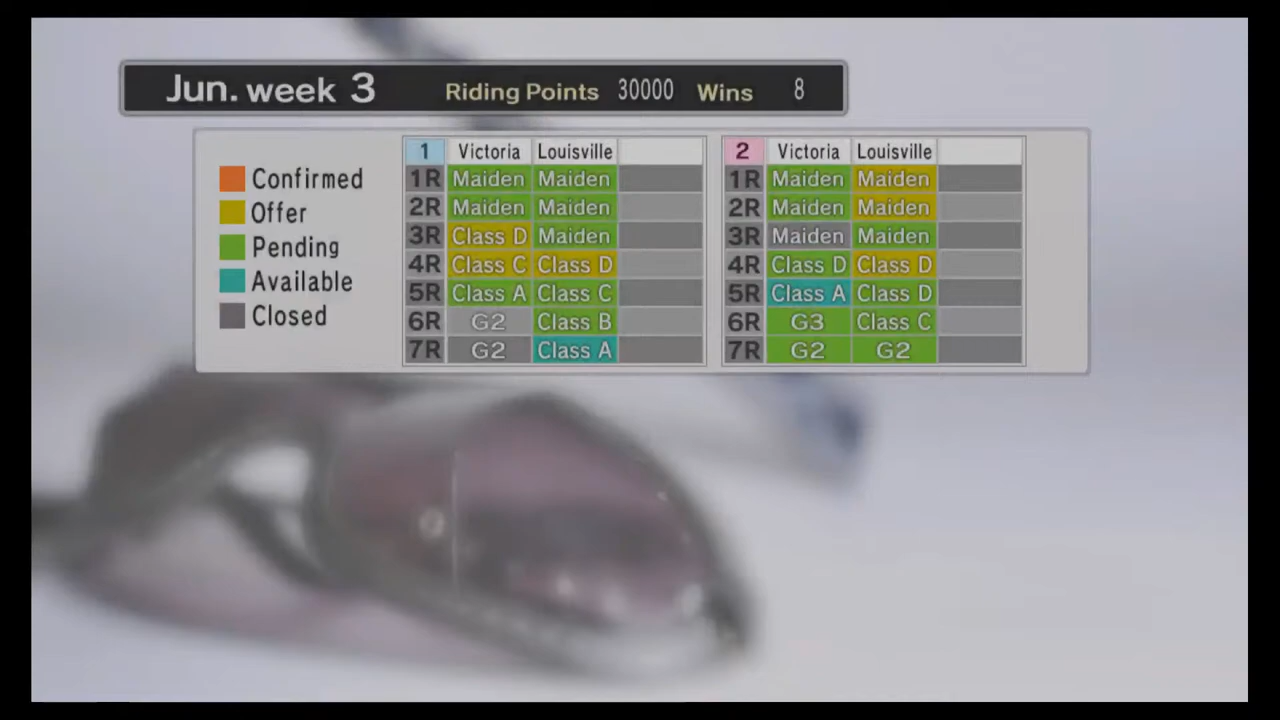 Jun. week 3 Riding Points 30000 Wins 8
Confirmed
Offer
Pending
Available
Closed
1 Victoria Louisville
1R Maiden Maiden
2R Maiden Maiden
3R Class D Maiden
4R Class C Class D
5R Class A Class C
6R G2 Class B
7R G2 Class A
2 Victoria Louisville
1R Maiden Maiden
2R Maiden Maiden
3R Maiden Maiden
4R Class D Class D
5R Class A Class D
6R G3 Class C
7R G2 G2